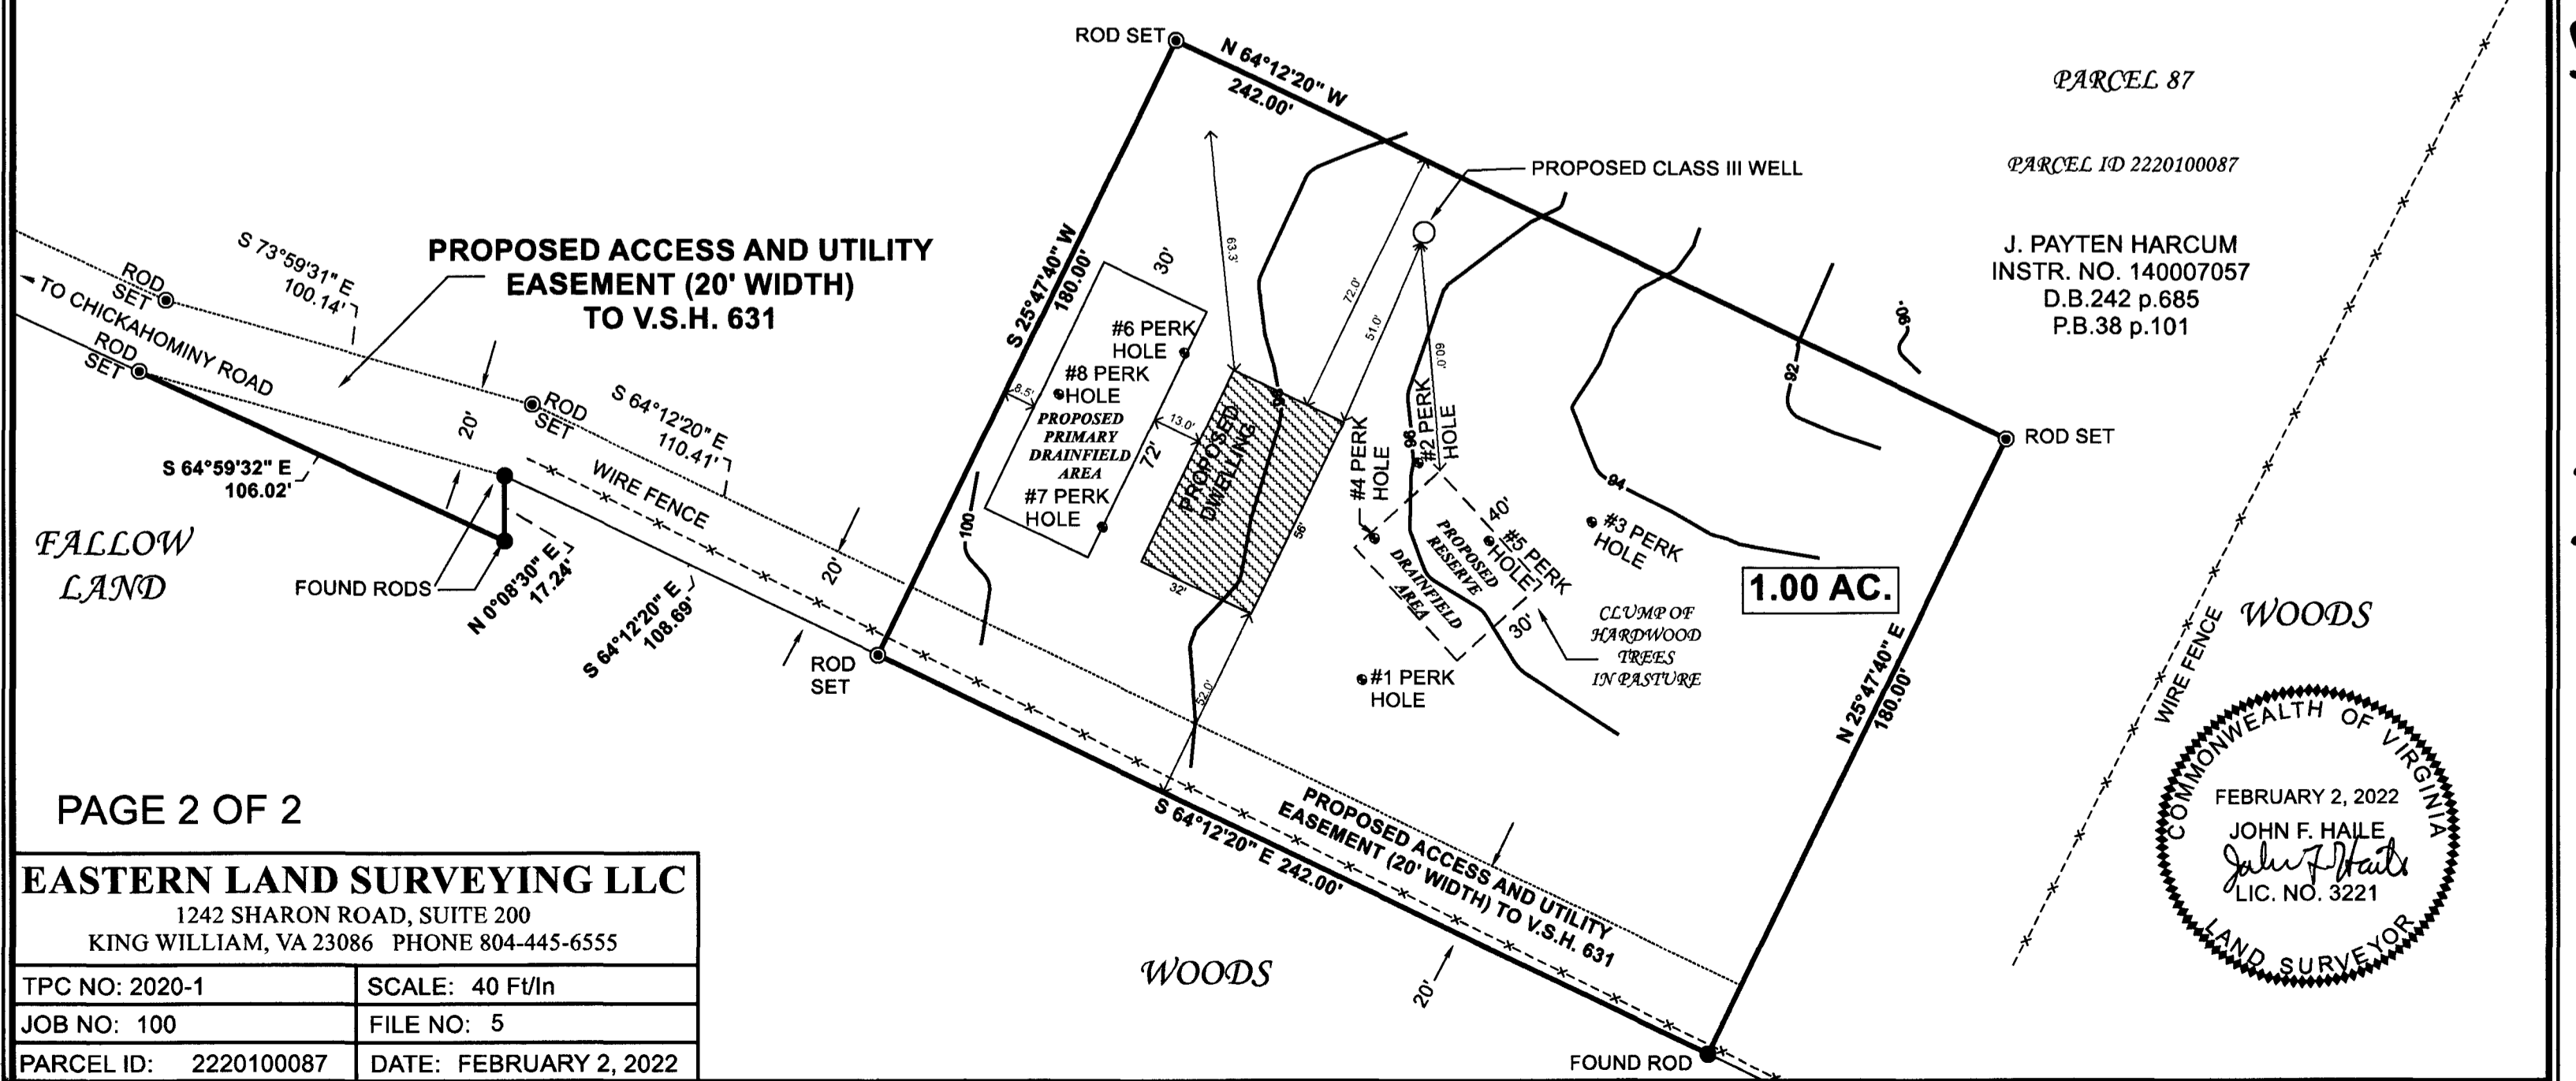 ROD SET
N 64°12'20" W
242.00'
PARCEL 87
PARCEL ID 2220100087
J. PAYTEN HARCUM
INSTR. NO. 140007057
D.B.242 p.685
P.B.38 p.101
PROPOSED CLASS III WELL
S 73°59'31" E
100.14'
ROD
SET
TO CHICKAHOMINY ROAD
ROD
SET
PROPOSED ACCESS AND UTILITY
EASEMENT (20' WIDTH)
TO V.S.H. 631
S 25°47'40" W
180.00'
30'
63.3'
72.0'
51.0'
60.0'
#6 PERK
HOLE
#8 PERK
HOLE
8.5'
PROPOSED
PRIMARY
DRAINFIELD
AREA
13.0'
72'
#7 PERK
HOLE
100
PROPOSED
DWELLING
98
56'
32'
52.0'
96
#2 PERK
HOLE
#4 PERK
HOLE
40'
#5 PERK
HOLE
PROPOSED
RESERVE
DRAINFIELD
AREA
30'
#3 PERK
HOLE
#1 PERK
HOLE
94
92
90
ROD SET
1.00 AC.
CLUMP OF
HARDWOOD
TREES
IN PASTURE
N 25°47'40" E
180.00'
WIRE FENCE
WOODS
20'
ROD
SET
S 64°12'20" E
110.41'
WIRE FENCE
S 64°59'32" E
106.02'
FALLOW
LAND
FOUND RODS
N 0°08'30" E
17.24'
S 64°12'20" E
108.69'
20'
ROD
SET
S 64°12'20" E 242.00'
PROPOSED ACCESS AND UTILITY
EASEMENT (20' WIDTH) TO V.S.H. 631
20'
WOODS
FOUND ROD
COMMONWEALTH OF VIRGINIA
FEBRUARY 2, 2022
JOHN F. HAILE
John F Haile
LIC. NO. 3221
LAND SURVEYOR
PAGE 2 OF 2
EASTERN LAND SURVEYING LLC
1242 SHARON ROAD, SUITE 200
KING WILLIAM, VA 23086 PHONE 804-445-6555
TPC NO: 2020-1 SCALE: 40 Ft/In
JOB NO: 100 FILE NO: 5
PARCEL ID: 2220100087 DATE: FEBRUARY 2, 2022